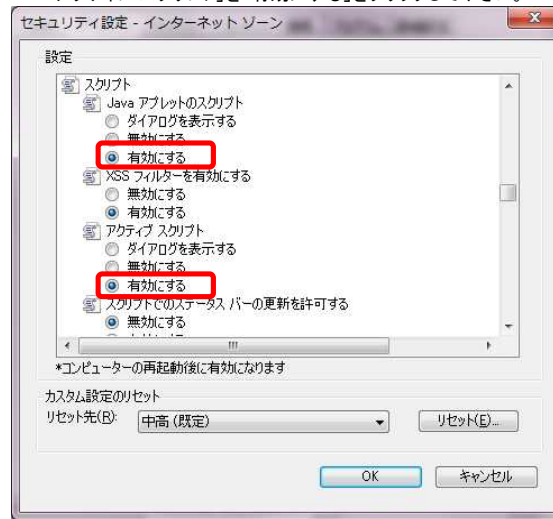 セキュリティ設定 - インターネット ゾーン
設定
スクリプト
Java アプレットのスクリプト
ダイアログを表示する
無効にする
有効にする
XSS フィルターを有効にする
無効にする
有効にする
アクティブ スクリプト
ダイアログを表示する
無効にする
有効にする
スクリプトでのステータス バーの更新を許可する
無効にする
*コンピューターの再起動後に有効になります
カスタム設定のリセット
リセット先(R): 中高 (既定) リセット(E)...
OK キャンセル